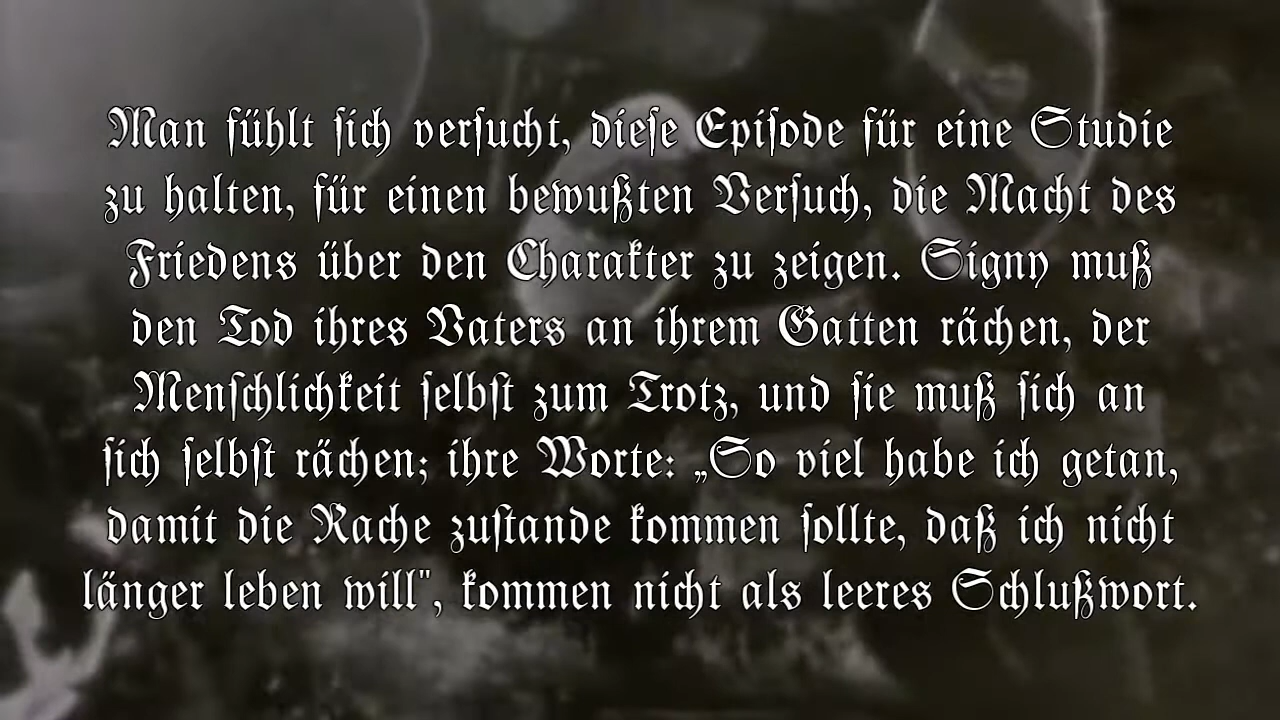 Man fühlt ſich verſucht, dieſe Epiſode für eine Studie
zu halten, für einen bewußten Verſuch, die Macht des
Friedens über den Charakter zu zeigen. Signy muß
den Tod ihres Vaters an ihrem Gatten rächen, der
Menſchlichkeit ſelbſt zum Trotz, und ſie muß ſich an
ſich ſelbſt rächen; ihre Worte: „So viel habe ich getan,
damit die Rache zuſtande kommen ſollte, daß ich nicht
länger leben will", kommen nicht als leeres Schlußwort.